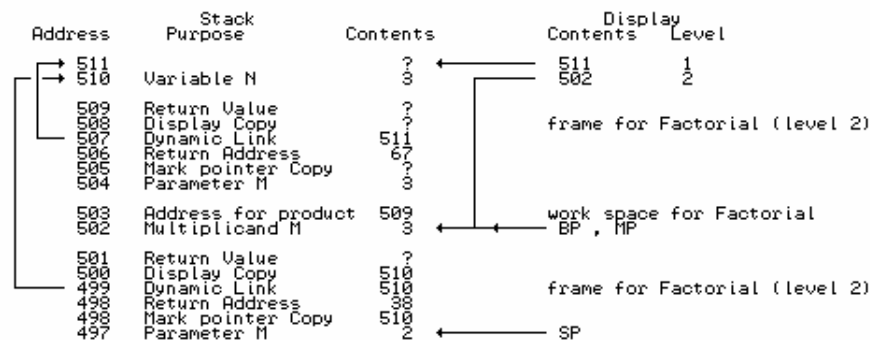 Stack Display
Address Purpose Contents Contents Level
511 ? 511 1
510 Variable N 3 502 2
509 Return Value ?
508 Display Copy ? frame for Factorial (level 2)
507 Dynamic Link 511
506 Return Address 67
505 Mark pointer Copy ?
504 Parameter M 3
503 Address for product 509 work space for Factorial
502 Multiplicand M 3 BP , MP
501 Return Value ?
500 Display Copy 510
499 Dynamic Link 510 frame for Factorial (level 2)
498 Return Address 38
498 Mark pointer Copy 510
497 Parameter M 2 SP